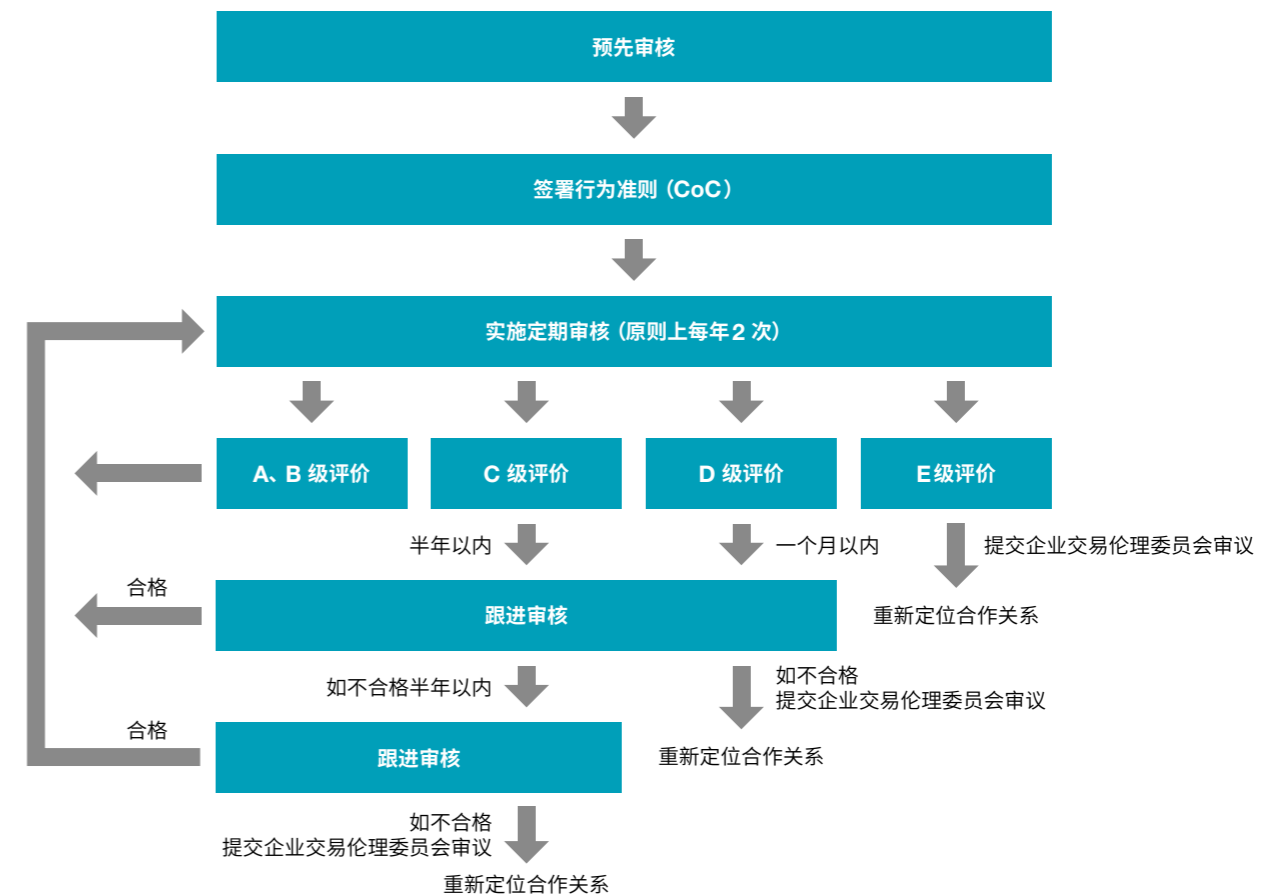 预先审核
签署行为准则（CoC）
实施定期审核（原则上每年2 次）
A、B 级评价
C 级评价
D 级评价
E级评价
半年以内
一个月以内
提交企业交易伦理委员会审议
合格
跟进审核
重新定位合作关系
如不合格半年以内
如不合格
提交企业交易伦理委员会审议
合格
跟进审核
重新定位合作关系
如不合格
提交企业交易伦理委员会审议
重新定位合作关系